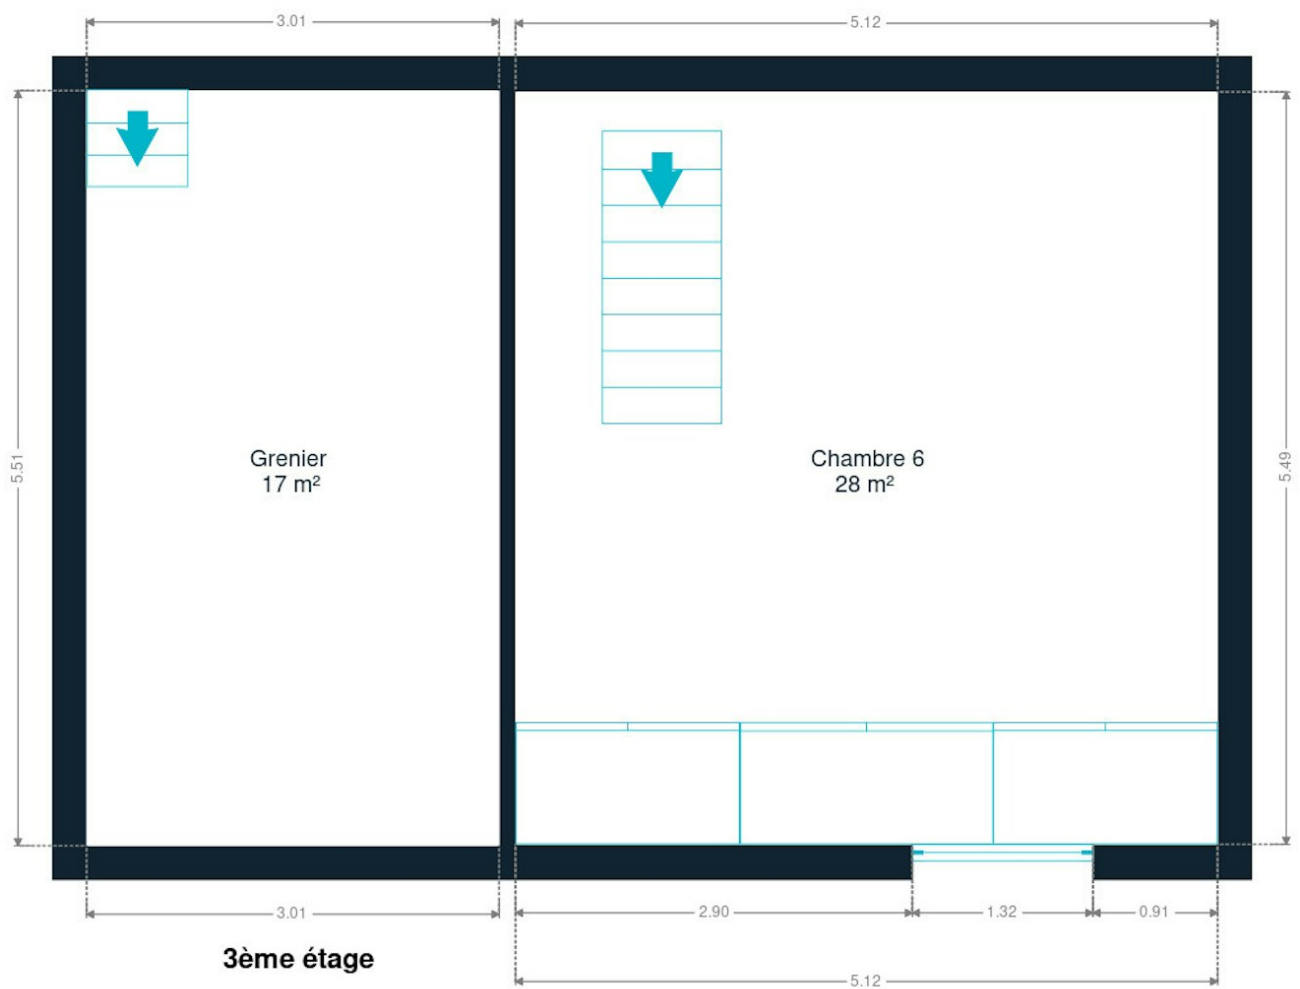 3.01
5.12
5.51
5.49
Grenier
17 m²
Chambre 6
28 m²
3.01
2.90
1.32
0.91
3ème étage
5.12